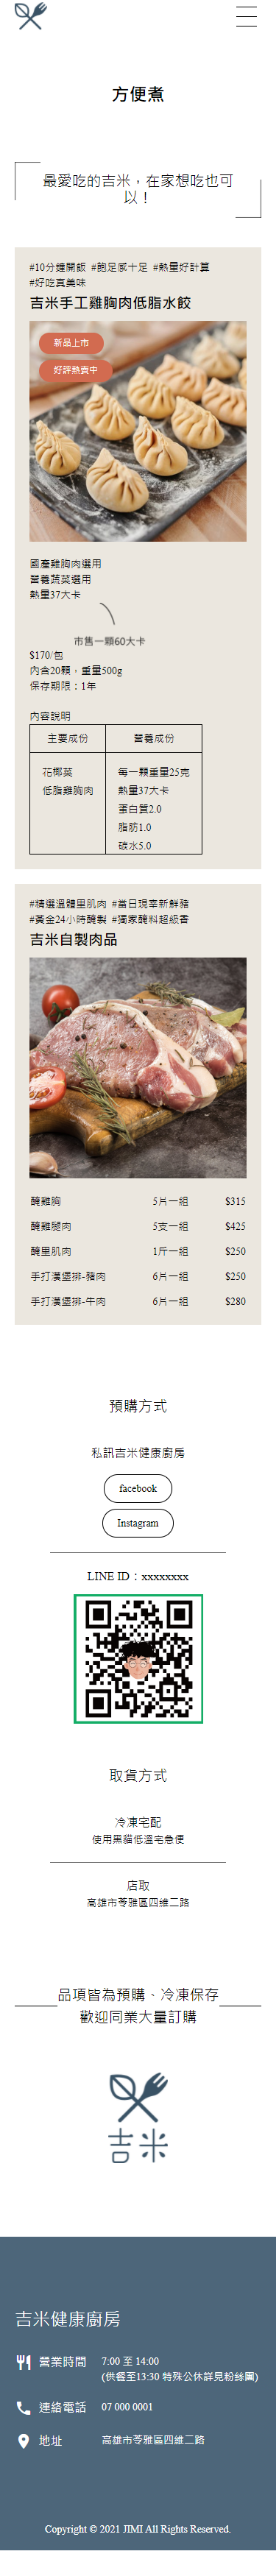 方便煮
最愛吃的吉米，在家想吃也可
以！
#10分鐘開飯 #飽足感十足 #熱量好計算
#好吃真美味
吉米手工雞胸肉低脂水餃
新品上市
好評熱賣中
國產雞胸肉選用
營養蔬菜選用
熱量37大卡
市售一顆60大卡
$170/包
內含20顆，重量500g
保存期限：1年
內容說明
主要成份 營養成份
花椰菜 每一顆重量25克
低脂雞胸肉 熱量37大卡
蛋白質2.0
脂肪1.0
碳水5.0
#精選溫體里肌肉 #當日現宰新鮮豬
#黃金24小時醃製 #獨家醃料超級香
吉米自製肉品
醃雞胸 5片一組 $315
醃雞腿肉 5支一組 $425
醃里肌肉 1斤一組 $250
手打漢堡排-豬肉 6片一組 $250
手打漢堡排-牛肉 6片一組 $280
預購方式
私訊吉米健康廚房
facebook
Instagram
LINE ID：xxxxxxxx
取貨方式
冷凍宅配
使用黑貓低溫宅急便
店取
高雄市苓雅區四維二路
品項皆為預購、冷凍保存
歡迎同業大量訂購
吉米
吉米健康廚房
營業時間 7:00 至 14:00
(供餐至13:30 特殊公休詳見粉絲團)
連絡電話 07 000 0001
地址 高雄市苓雅區四維二路
Copyright © 2021 JIMI All Rights Reserved.